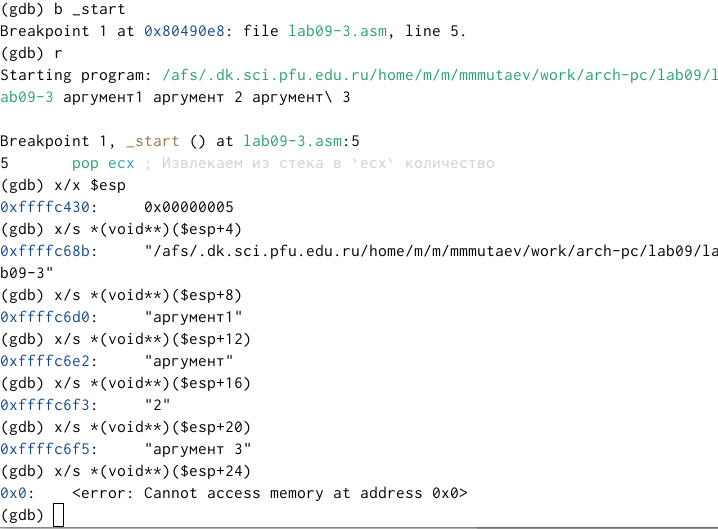 (gdb) b _start
Breakpoint 1 at 0x80490e8: file lab09-3.asm, line 5.
(gdb) r
Starting program: /afs/.dk.sci.pfu.edu.ru/home/m/m/mmmutaev/work/arch-pc/lab09/l
ab09-3 аргумент1 аргумент 2 аргумент\ 3
Breakpoint 1, _start () at lab09-3.asm:5
5 pop ecx ; Извлекаем из стека в `ecx` количество
(gdb) x/x $esp
0xffffc430: 0x00000005
(gdb) x/s *(void**)($esp+4)
0xffffc68b: "/afs/.dk.sci.pfu.edu.ru/home/m/m/mmmutaev/work/arch-pc/lab09/la
b09-3"
(gdb) x/s *(void**)($esp+8)
0xffffc6d0: "аргумент1"
(gdb) x/s *(void**)($esp+12)
0xffffc6e2: "аргумент"
(gdb) x/s *(void**)($esp+16)
0xffffc6f3: "2"
(gdb) x/s *(void**)($esp+20)
0xffffc6f5: "аргумент 3"
(gdb) x/s *(void**)($esp+24)
0x0: <error: Cannot access memory at address 0x0>
(gdb)